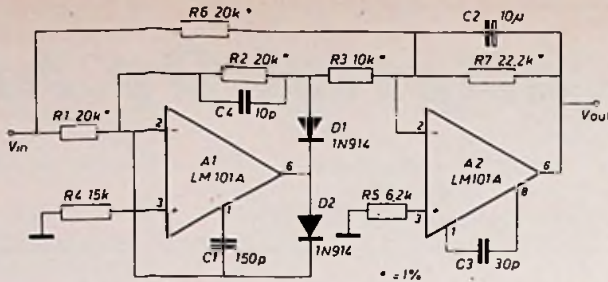 R6 20k*
C2 10µ
R2 20k*
R3 10k*
R7 22.2k*
C4 10p
R1 20k*
Vin
Vout
D1
1N914
2
A1
LM101A
6
3
1
R4 15k
D2
1N914
C1 150p
2
A2
LM101A
6
8
3
1
R5 6.2k
C3 30p
* = 1%